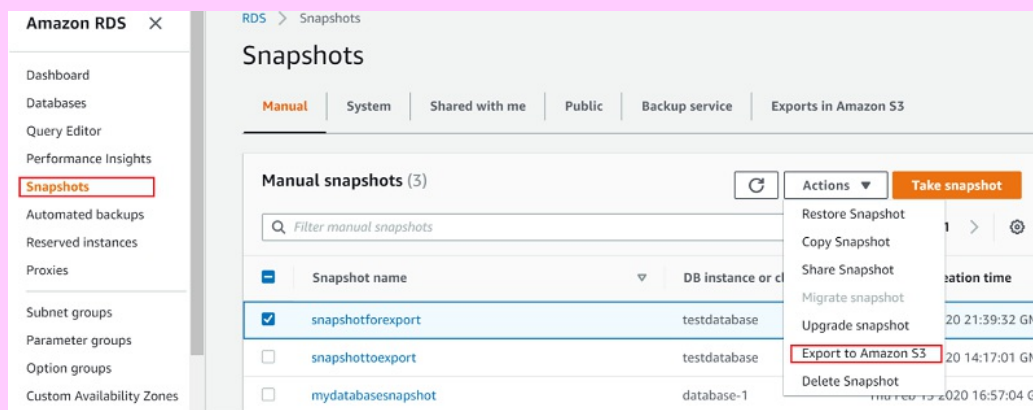 Amazon RDS
Dashboard
Databases
Query Editor
Performance Insights
Snapshots
Automated backups
Reserved instances
Proxies
Subnet groups
Parameter groups
Option groups
Custom Availability Zones
RDS > Snapshots
Snapshots
Manual System Shared with me Public Backup service Exports in Amazon S3
Manual snapshots (3)
Actions Take snapshot
Filter manual snapshots
Restore Snapshot
Copy Snapshot
Share Snapshot
Migrate snapshot
Upgrade snapshot
Export to Amazon S3
Delete Snapshot
1
Snapshot name DB instance or cl eation time
snapshotforexport testdatabase 20 21:39:32 GM
snapshottoexport testdatabase 20 14:17:01 GM
mydatabasesnapshot database-1 2020 16:57:04 G